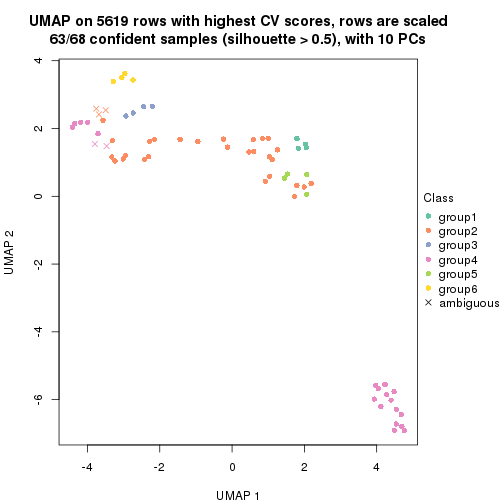 UMAP on 5619 rows with highest CV scores, rows are scaled
63/68 confident samples (silhouette > 0.5), with 10 PCs
4
2
0
-2
-4
-6
UMAP 2
-4
-2
0
2
4
UMAP 1
Class
group1
group2
group3
group4
group5
group6
ambiguous